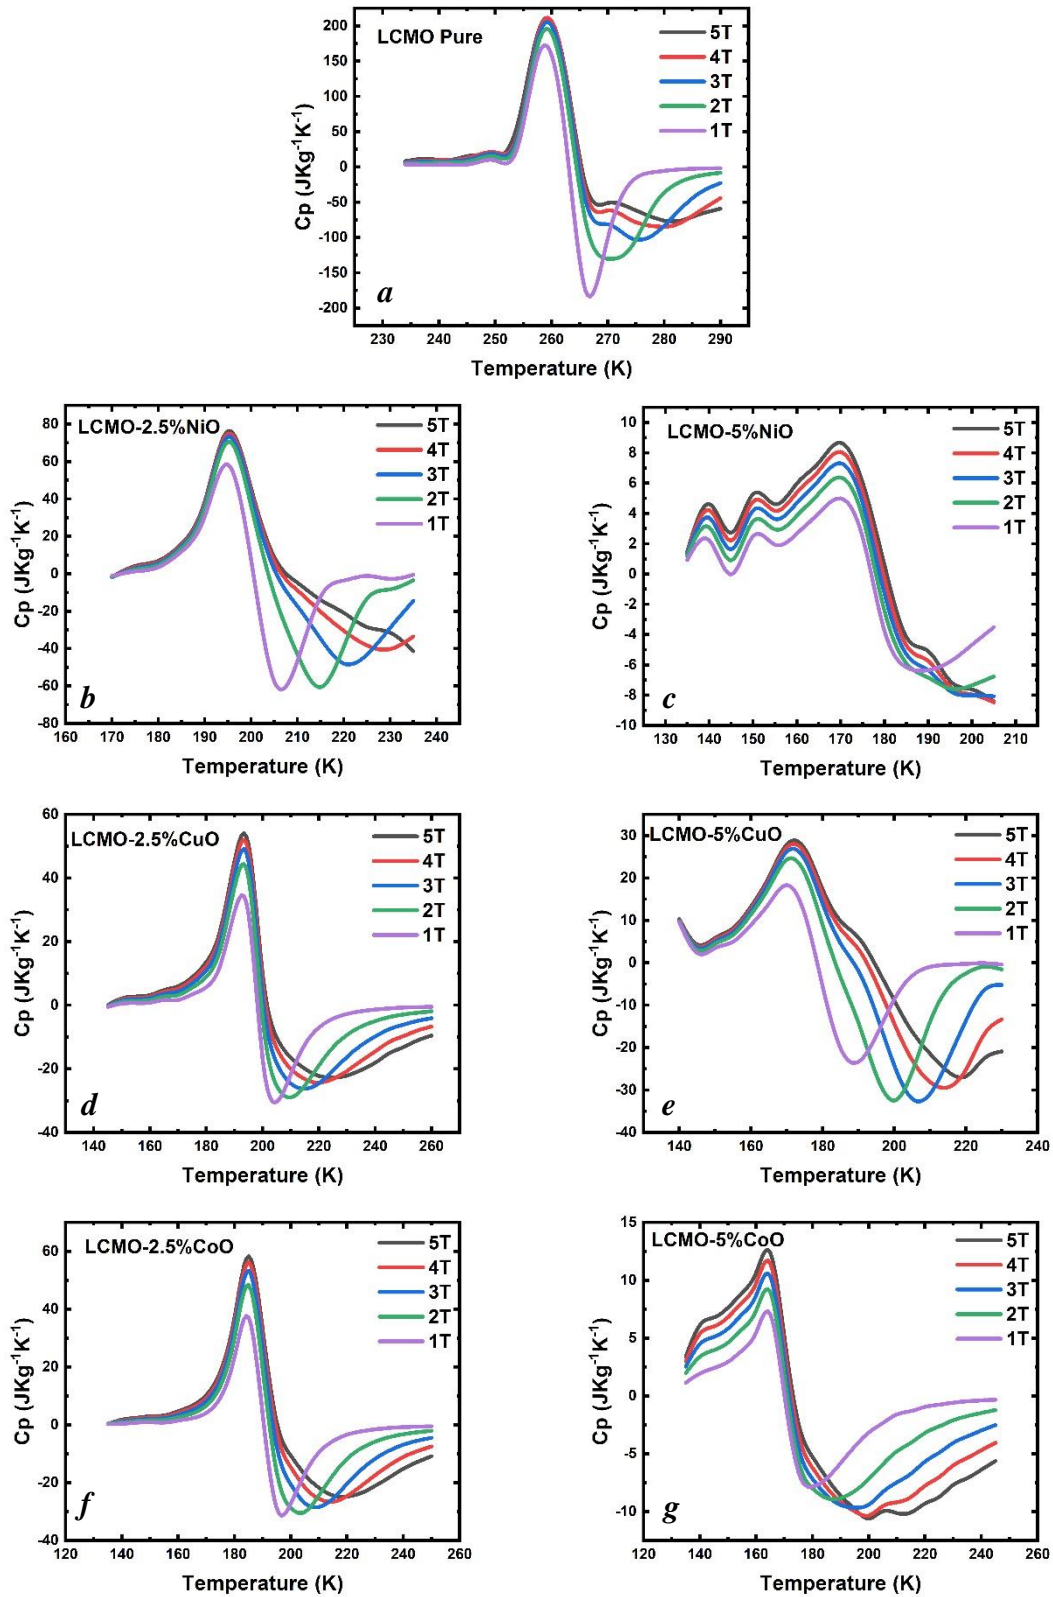 LCMO Pure
5T
4T
3T
2T
1T
200
150
100
50
0
-50
-100
-150
-200
Cp (JKg-1K-1)
a
230 240 250 260 270 280 290
Temperature (K)
LCMO-2.5%NiO
5T
4T
3T
2T
1T
80
60
40
20
0
-20
-40
-60
-80
Cp (JKg-1K-1)
b
160 170 180 190 200 210 220 230 240
Temperature (K)
LCMO-5%NiO
5T
4T
3T
2T
1T
10
8
6
4
2
0
-2
-4
-6
-8
-10
Cp (JKg-1K-1)
c
130 140 150 160 170 180 190 200 210
Temperature (K)
LCMO-2.5%CuO
5T
4T
3T
2T
1T
60
40
20
0
-20
-40
Cp (JKg-1K-1)
d
140 160 180 200 220 240 260
Temperature (K)
LCMO-5%CuO
5T
4T
3T
2T
1T
30
20
10
0
-10
-20
-30
-40
Cp (JKg-1K-1)
e
140 160 180 200 220 240
Temperature (K)
LCMO-2.5%CoO
5T
4T
3T
2T
1T
60
40
20
0
-20
-40
Cp (JKg-1K-1)
f
120 140 160 180 200 220 240 260
Temperature (K)
LCMO-5%CoO
5T
4T
3T
2T
1T
15
10
5
0
-5
-10
Cp (JKg-1K-1)
g
120 140 160 180 200 220 240 260
Temperature (K)